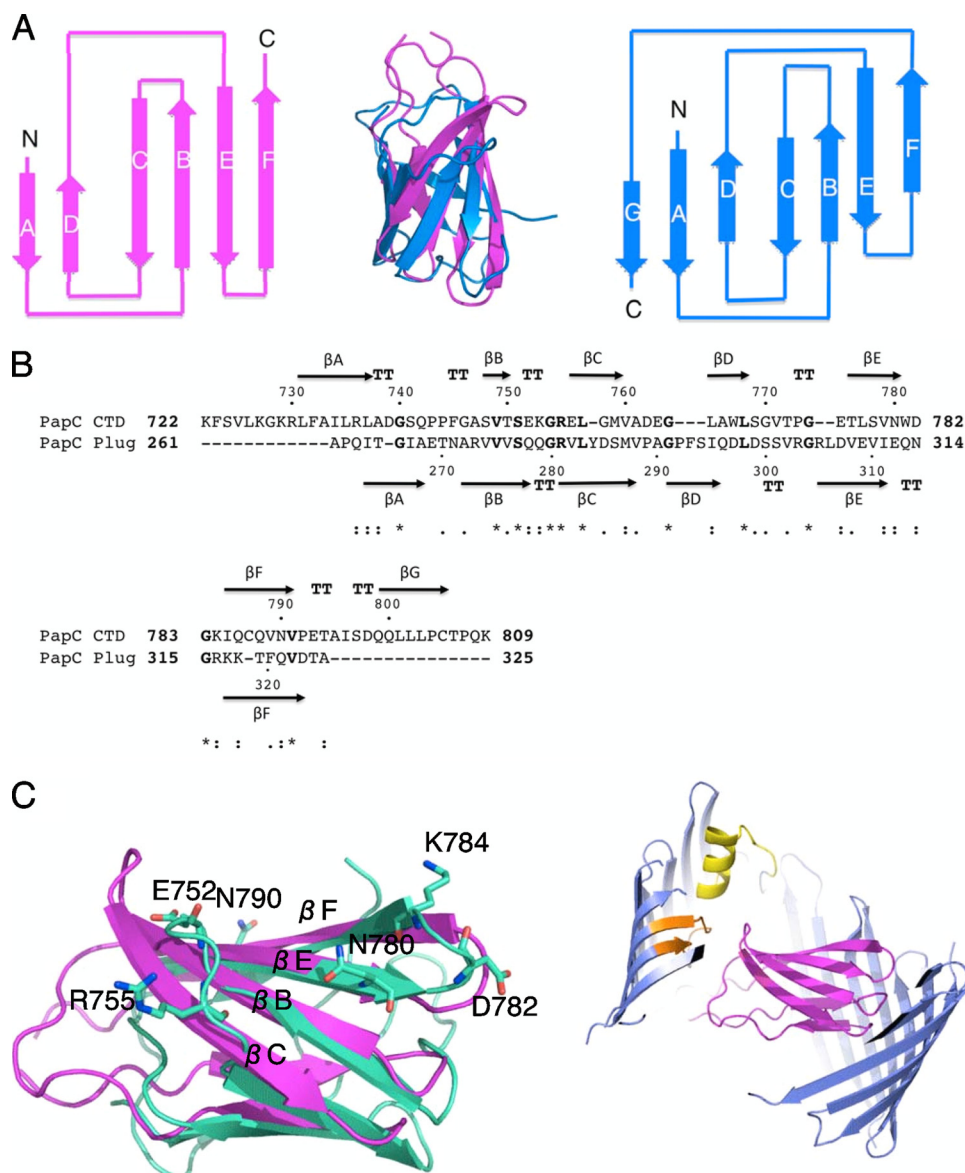 A
N
C
A
D
C
B
E
F
N
C
G
A
D
C
B
E
F
B
βA TT TT βB TT βC βD TT βE
730 740 750 760 770 780
PapC CTD 722 KFSVLKGKRLFAILRLADGSQPPFGASVTSEKGREL-GMVADEG---LAWLSGVTPG---ETLSVNWD 782
PapC Plug 261 -------------APQIT-GIAETNARVVVSQQGRVLYDSMVPAGPFSIQDLDSSVRGRLDVEVIEQN 314
270 280 290 300 310
βA βB TT βC βD TT βE TT
:::* . .*.*::** * . : * : *. . * : . : :
βF TT TT βG
790 800
PapC CTD 783 GKIQCQVNVPETAISDQQLLLPCTPQK 809
PapC Plug 315 GRKK-TFQVDTA--------------- 325
320
βF
*: : .:* :
C
K784
E752 N790
βF
N780
βE
R755
βB
D782
βC